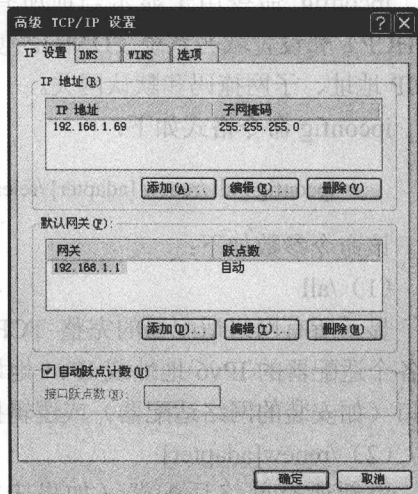 高级 TCP/IP 设置
IP 设置 DNS WINS 选项
IP 地址(R)
IP 地址 子网掩码
192.168.1.69 255.255.255.0
添加(A)... 编辑(E)... 删除(V)
默认网关(F):
网关 跃点数
192.168.1.1 自动
添加(D)... 编辑(T)... 删除(M)
自动跃点计数(U)
接口跃点数(N):
确定 取消